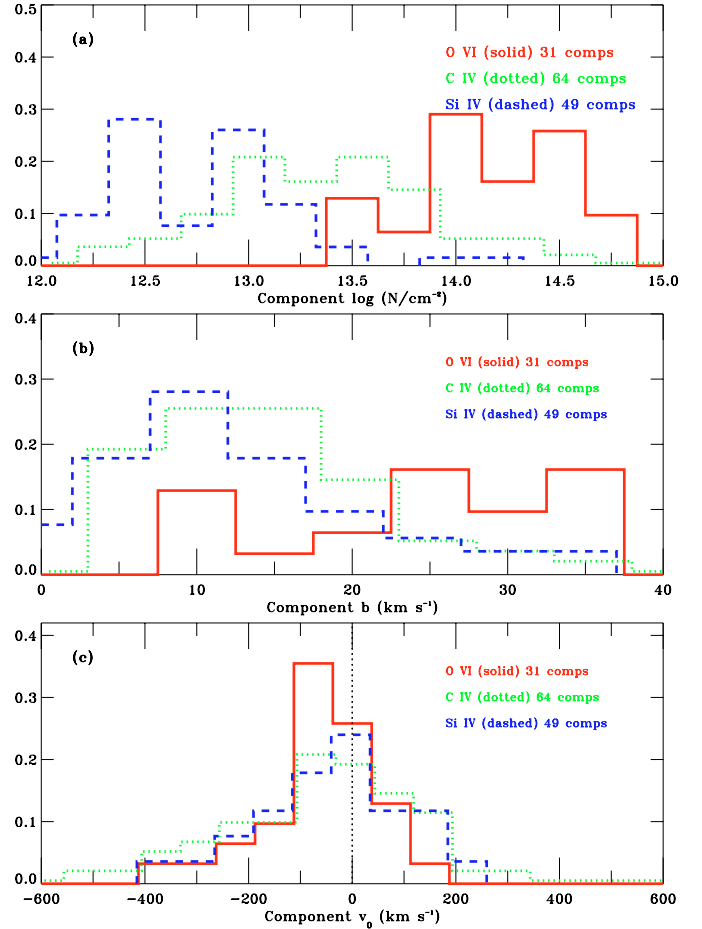 0.5
(a)
O VI (solid) 31 comps
C IV (dotted) 64 comps
Si IV (dashed) 49 comps
0.4
0.3
0.2
0.1
0.0
12.0 12.5 13.0 13.5 14.0 14.5 15.0
Component log (N/cm⁻²)
0.4
(b)
O VI (solid) 31 comps
C IV (dotted) 64 comps
Si IV (dashed) 49 comps
0.3
0.2
0.1
0.0
0 10 20 30 40
Component b (km s⁻¹)
0.4
(c)
O VI (solid) 31 comps
C IV (dotted) 64 comps
Si IV (dashed) 49 comps
0.3
0.2
0.1
0.0
−600 −400 −200 0 200 400 600
Component v₀ (km s⁻¹)